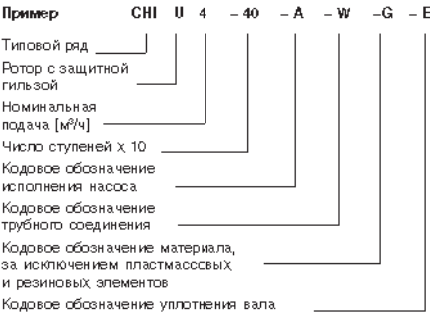 Пример CHI U 4 – 40 – A – W – G – E
Типовой ряд
Ротор с защитной
гильзой
Номинальная
подача [м³/ч]
Число ступеней x 10
Кодовое обозначение
исполнения насоса
Кодовое обозначение
трубного соединения
Кодовое обозначение материала,
за исключением пластмассовых
и резиновых элементов
Кодовое обозначение уплотнения вала